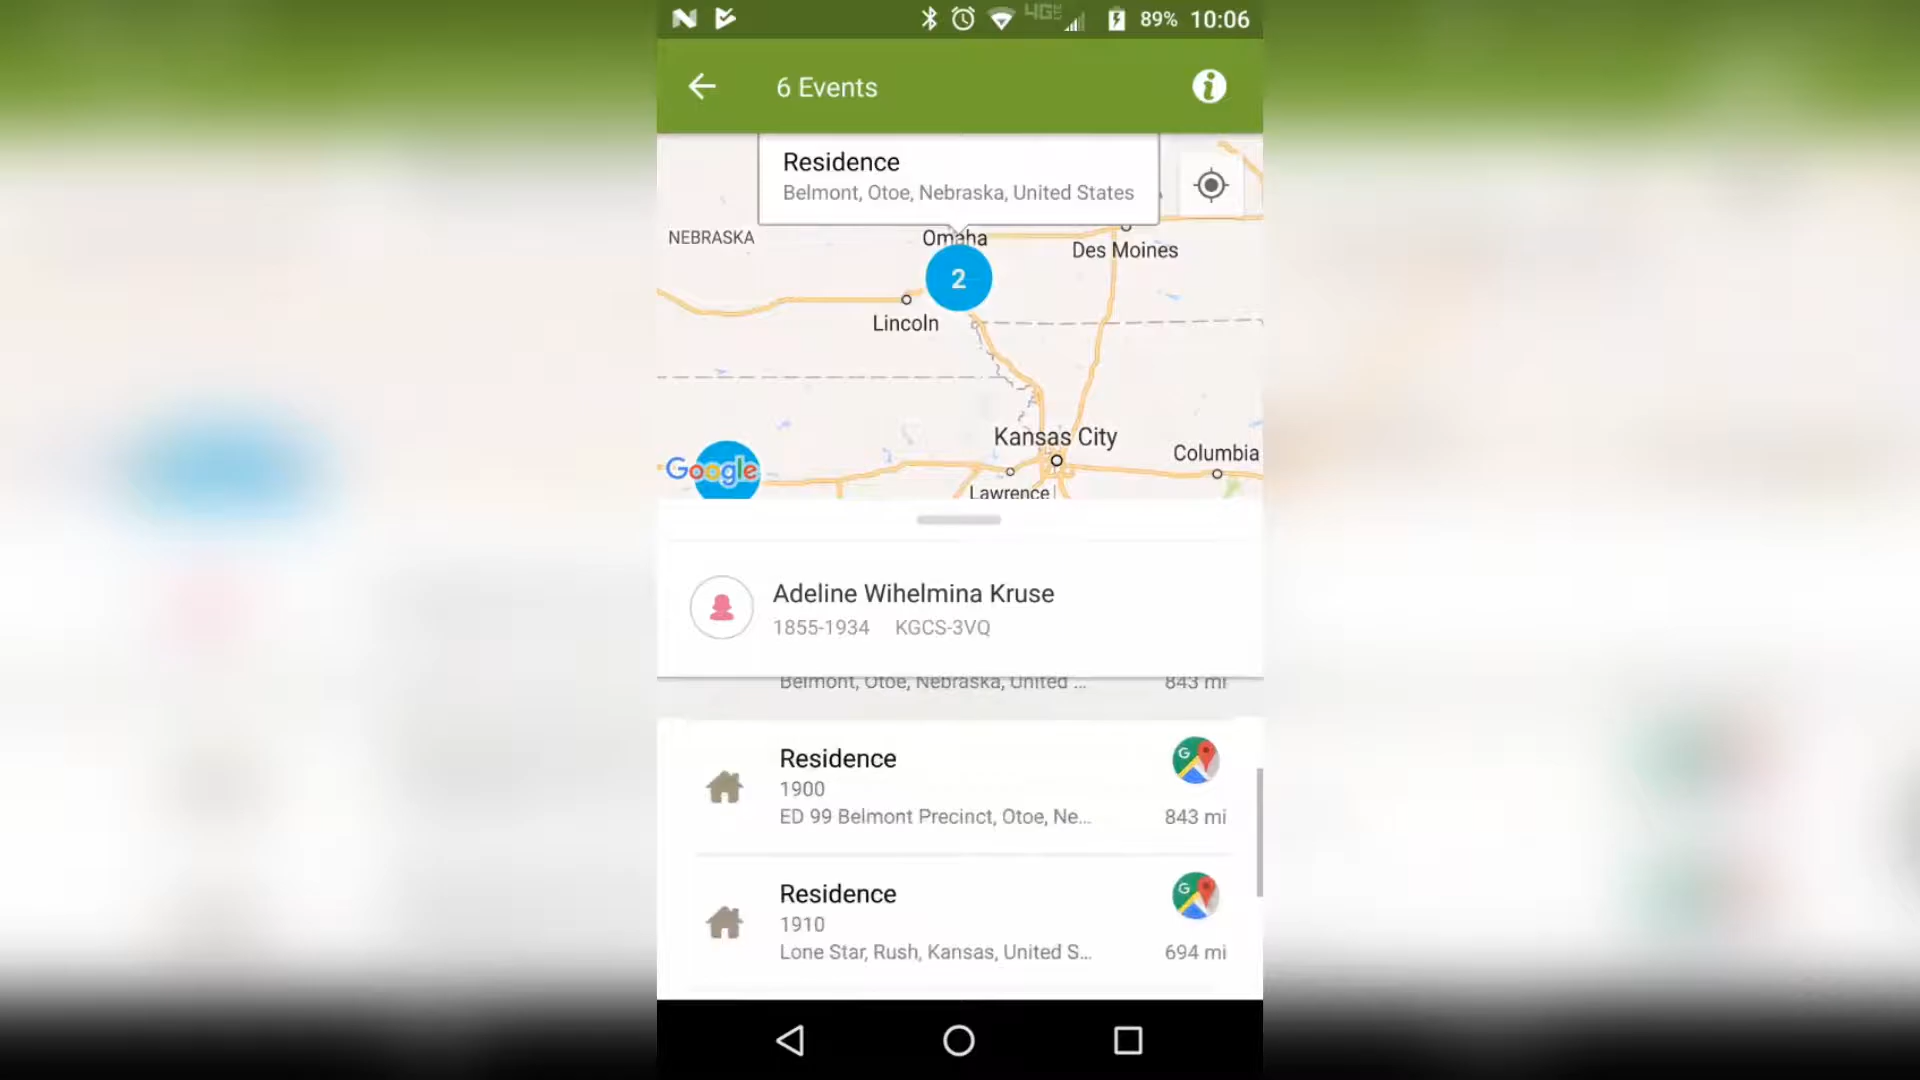 89% 10:06
6 Events
Residence
Belmont, Otoe, Nebraska, United States
NEBRASKA
Omaha
Des Moines
2
Lincoln
Kansas City
Columbia
Google
Lawrence
Adeline Wihelmina Kruse
1855-1934 KGCS-3VQ
Belmont, Otoe, Nebraska, United ... 843 mi
Residence
1900
ED 99 Belmont Precinct, Otoe, Ne... 843 mi
Residence
1910
Lone Star, Rush, Kansas, United S... 694 mi